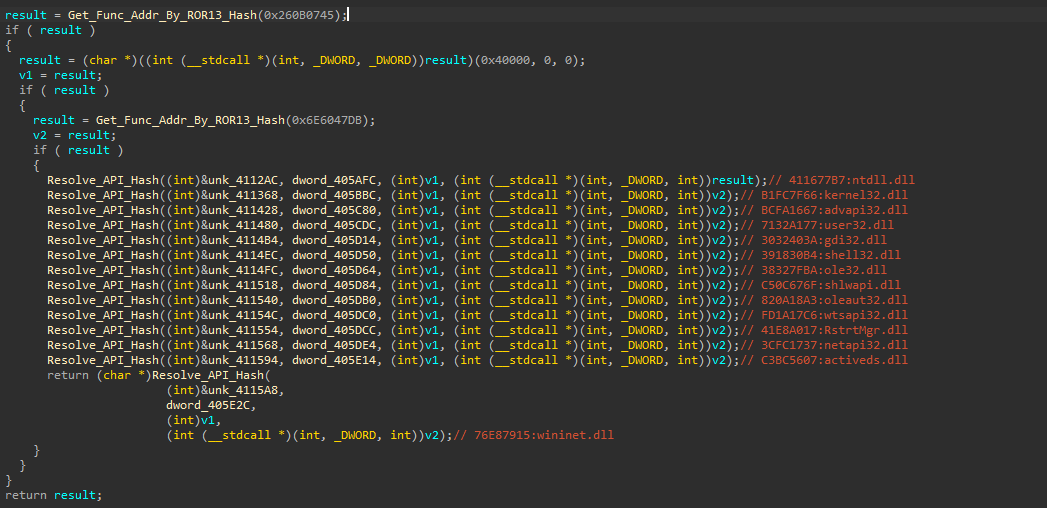 result = Get_Func_Addr_By_ROR13_Hash(0x260B0745);
if ( result )
{
result = (char *)((int (__stdcall *)(int, _DWORD, _DWORD))result)(0x40000, 0, 0);
v1 = result;
if ( result )
{
result = Get_Func_Addr_By_ROR13_Hash(0x6E6047DB);
v2 = result;
if ( result )
{
Resolve_API_Hash((int)&unk_4112AC, dword_405AFC, (int)v1, (int (__stdcall *)(int, _DWORD, int))result);// 411677B7:ntdll.dll
Resolve_API_Hash((int)&unk_411368, dword_405BBC, (int)v1, (int (__stdcall *)(int, _DWORD, int))v2);// B1FC7F66:kernel32.dll
Resolve_API_Hash((int)&unk_411428, dword_405C80, (int)v1, (int (__stdcall *)(int, _DWORD, int))v2);// BCFA1667:advapi32.dll
Resolve_API_Hash((int)&unk_411480, dword_405CDC, (int)v1, (int (__stdcall *)(int, _DWORD, int))v2);// 7132A177:user32.dll
Resolve_API_Hash((int)&unk_4114B4, dword_405D14, (int)v1, (int (__stdcall *)(int, _DWORD, int))v2);// 3032403A:gdi32.dll
Resolve_API_Hash((int)&unk_4114EC, dword_405D50, (int)v1, (int (__stdcall *)(int, _DWORD, int))v2);// 391830B4:shell32.dll
Resolve_API_Hash((int)&unk_4114FC, dword_405D64, (int)v1, (int (__stdcall *)(int, _DWORD, int))v2);// 38327FBA:ole32.dll
Resolve_API_Hash((int)&unk_411518, dword_405D84, (int)v1, (int (__stdcall *)(int, _DWORD, int))v2);// C50C676F:shlwapi.dll
Resolve_API_Hash((int)&unk_411540, dword_405DB0, (int)v1, (int (__stdcall *)(int, _DWORD, int))v2);// 820A18A3:oleaut32.dll
Resolve_API_Hash((int)&unk_41154C, dword_405DC0, (int)v1, (int (__stdcall *)(int, _DWORD, int))v2);// FD1A17C6:wtsapi32.dll
Resolve_API_Hash((int)&unk_411554, dword_405DCC, (int)v1, (int (__stdcall *)(int, _DWORD, int))v2);// 41E8A017:RstrtMgr.dll
Resolve_API_Hash((int)&unk_411568, dword_405DE4, (int)v1, (int (__stdcall *)(int, _DWORD, int))v2);// 3CFC1737:netapi32.dll
Resolve_API_Hash((int)&unk_411594, dword_405E14, (int)v1, (int (__stdcall *)(int, _DWORD, int))v2);// C3BC5607:activeds.dll
return (char *)Resolve_API_Hash(
(int)&unk_4115A8,
dword_405E2C,
(int)v1,
(int (__stdcall *)(int, _DWORD, int))v2);// 76E87915:wininet.dll
}
}
}
return result;